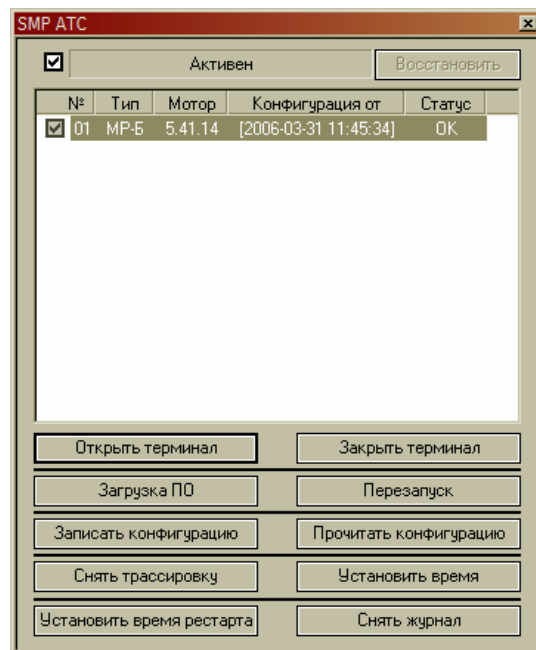 SMP ATC
Активен Восстановить
№ Тип Мотор Конфигурация от Статус
01 МР-Б 5.41.14 [2006-03-31 11:45:34] OK
Открыть терминал Закрыть терминал
Загрузка ПО Перезапуск
Записать конфигурацию Прочитать конфигурацию
Снять трассировку Установить время
Установить время рестарта Снять журнал